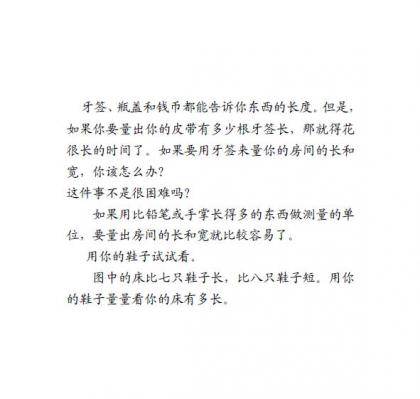 牙签、瓶盖和钱币都能告诉你东西的长度。但是，
如果你要量出你的皮带有多少根牙签长，那就得花
很长的时间了。如果要用牙签来量你的房间的长和
宽，你该怎么办？
这件事不是很困难吗？
如果用比铅笔或手掌长得多的东西做测量的单
位，要量出房间的长和宽就比较容易了。
用你的鞋子试试看。
图中的床比七只鞋子长，比八只鞋子短。用你
的鞋子量量看你的床有多长。